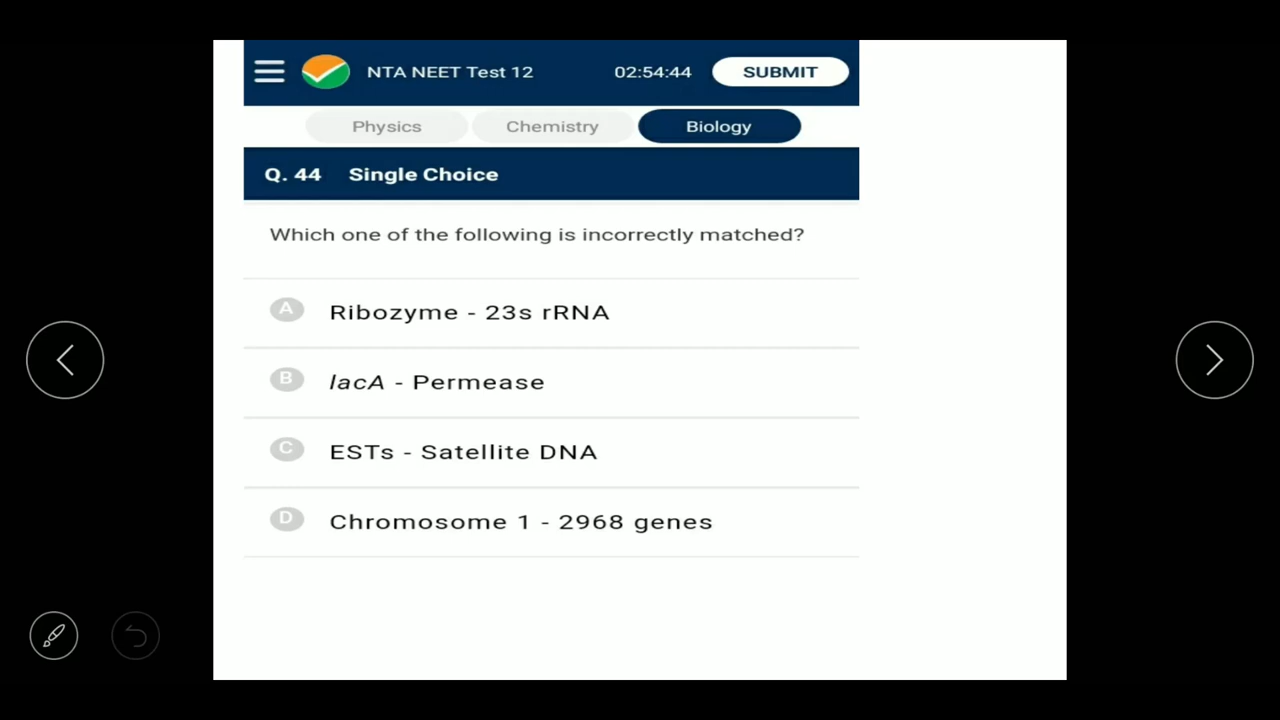 NTA NEET Test 12 02:54:44 SUBMIT
Physics Chemistry Biology
Q. 44 Single Choice
Which one of the following is incorrectly matched?
A Ribozyme - 23s rRNA
B lacA - Permease
C ESTs - Satellite DNA
D Chromosome 1 - 2968 genes